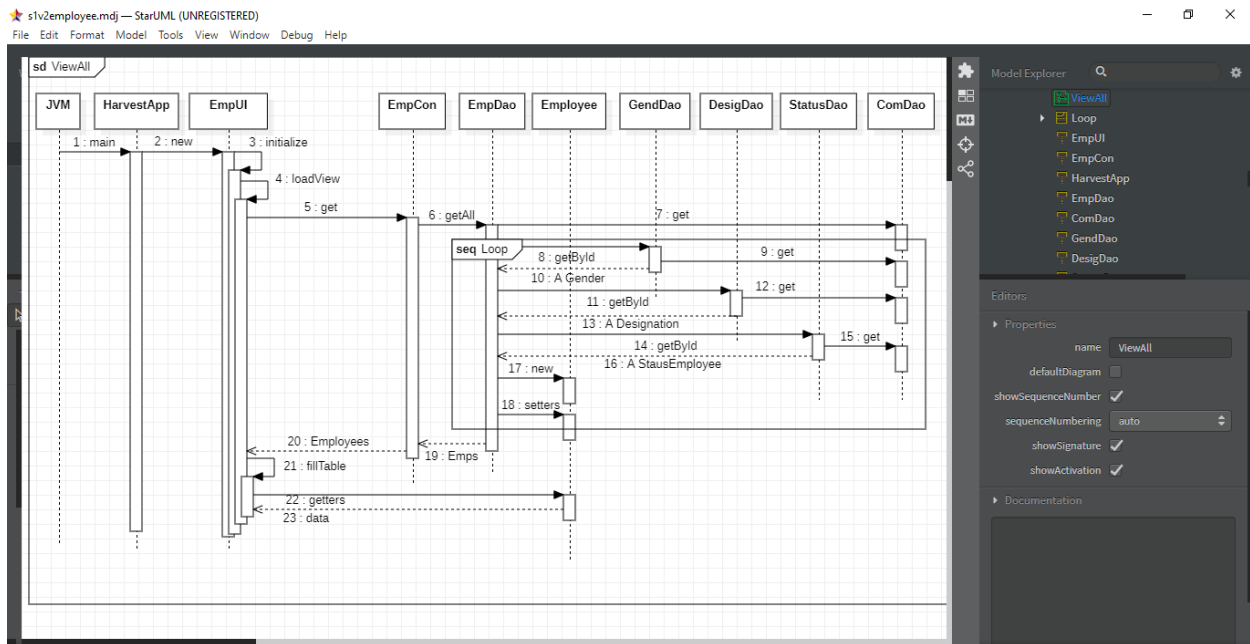 s1v2employee.mdj — StarUML (UNREGISTERED)
File Edit Format Model Tools View Window Debug Help
sd ViewAll
JVM HarvestApp EmpUI EmpCon EmpDao Employee GendDao DesigDao StatusDao ComDao
1 : main
2 : new
3 : initialize
4 : loadView
5 : get
6 : getAll
7 : get
seq Loop
8 : getById
9 : get
10 : A Gender
11 : getById
12 : get
13 : A Designation
14 : getById
15 : get
16 : A StausEmployee
17 : new
18 : setters
19 : Emps
20 : Employees
21 : fillTable
22 : getters
23 : data
Model Explorer
ViewAll
Loop
EmpUI
EmpCon
HarvestApp
EmpDao
ComDao
GendDao
DesigDao
Editors
Properties
name ViewAll
defaultDiagram
showSequenceNumber
sequenceNumbering auto
showSignature
showActivation
Documentation